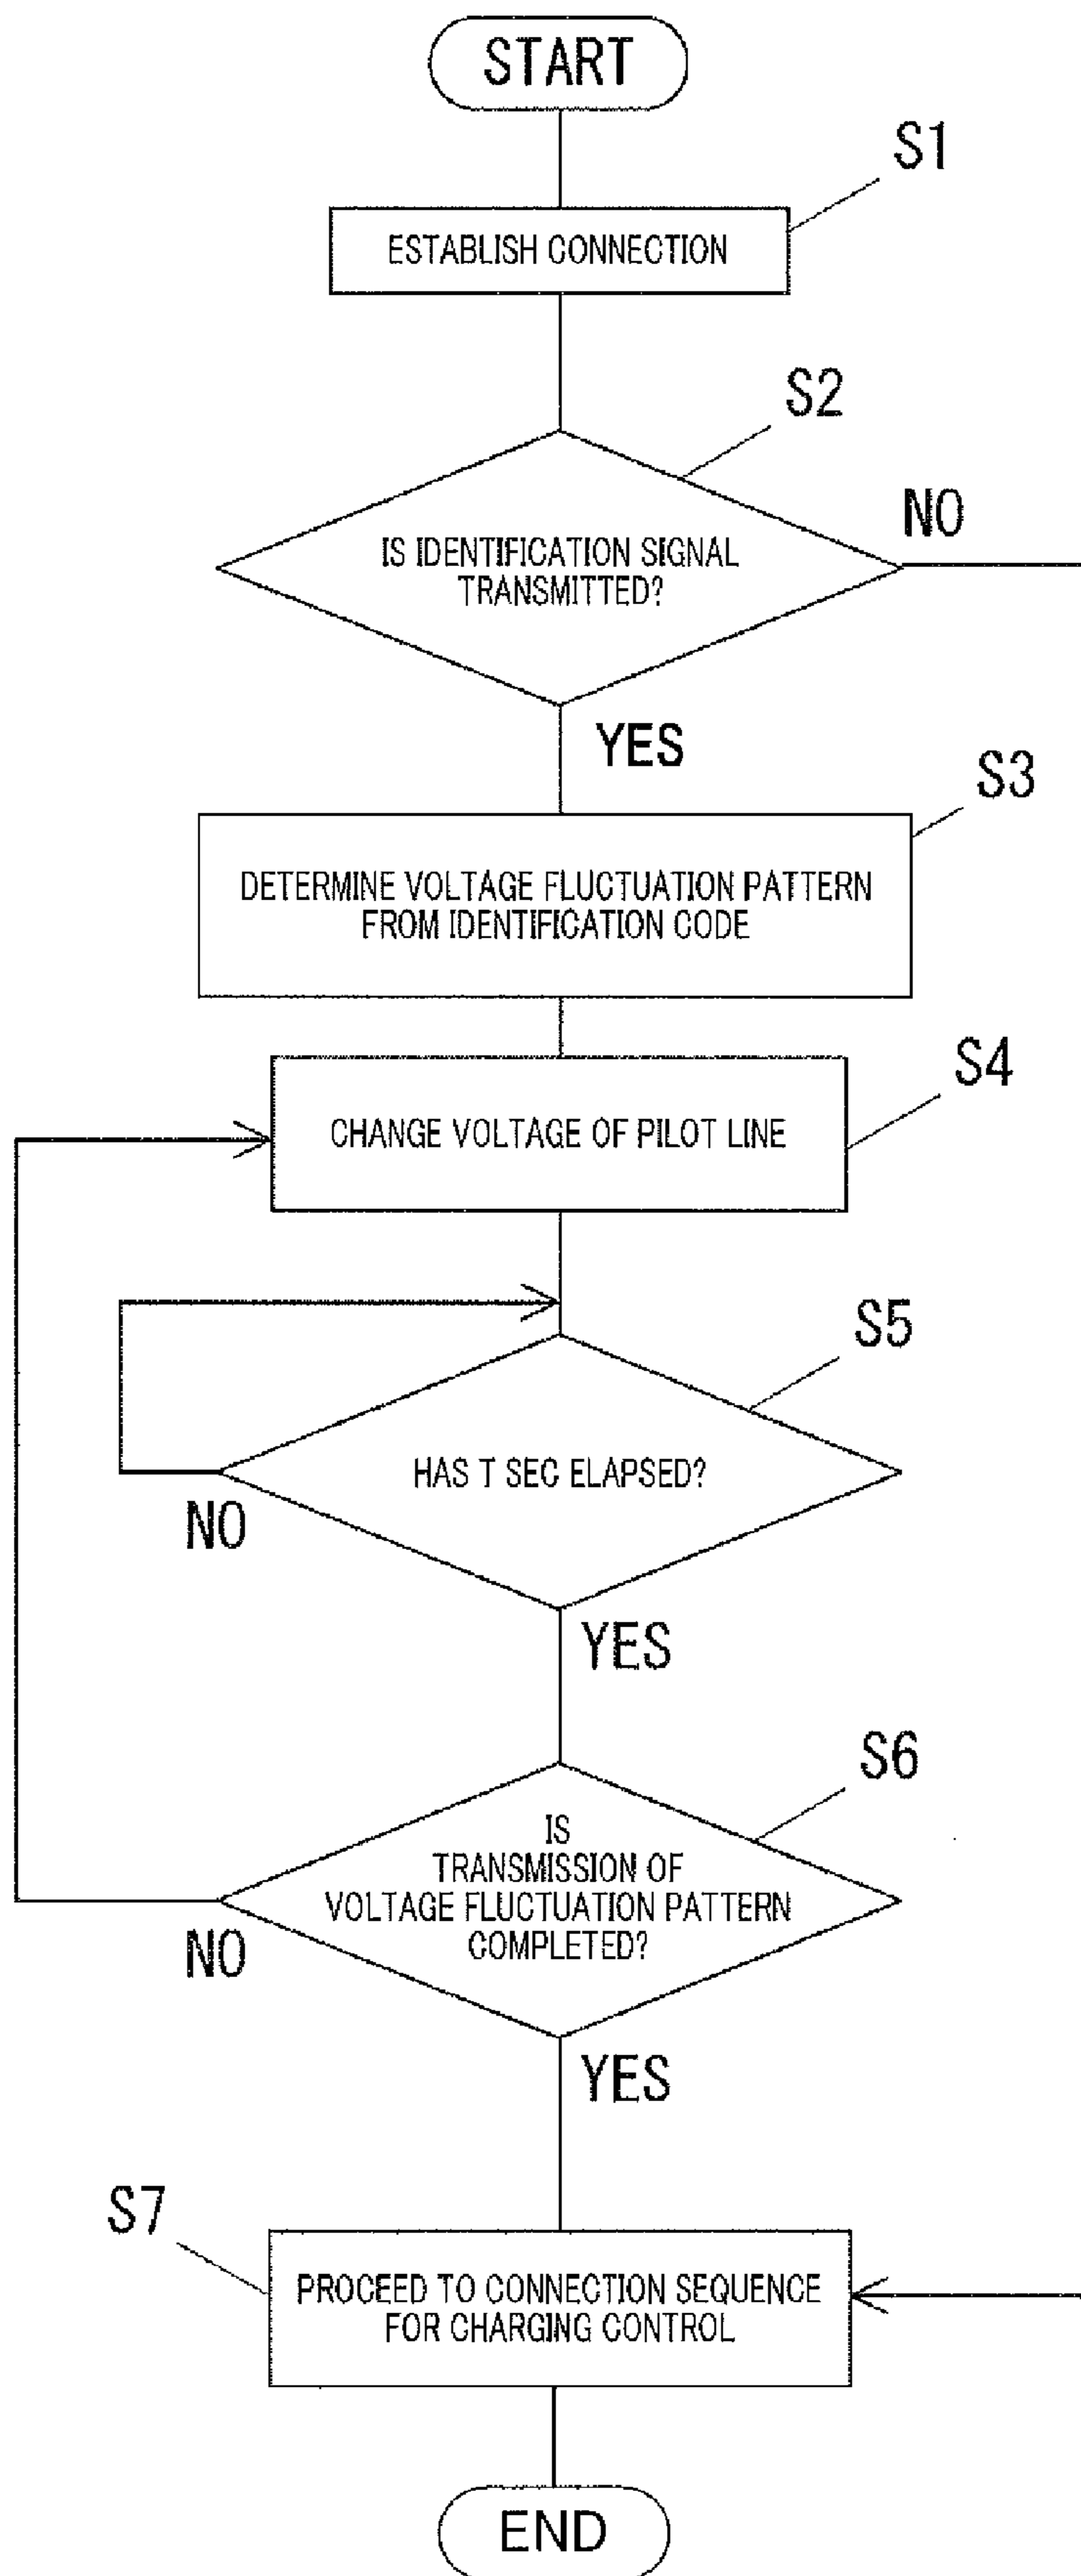 START
S1
ESTABLISH CONNECTION
S2
NO
IS IDENTIFICATION SIGNAL
TRANSMITTED?
YES
S3
DETERMINE VOLTAGE FLUCTUATION PATTERN
FROM IDENTIFICATION CODE
S4
CHANGE VOLTAGE OF PILOT LINE
S5
HAS T SEC ELAPSED?
NO
YES
S6
IS
TRANSMISSION OF
VOLTAGE FLUCTUATION PATTERN
COMPLETED?
NO
YES
S7
PROCEED TO CONNECTION SEQUENCE
FOR CHARGING CONTROL
END